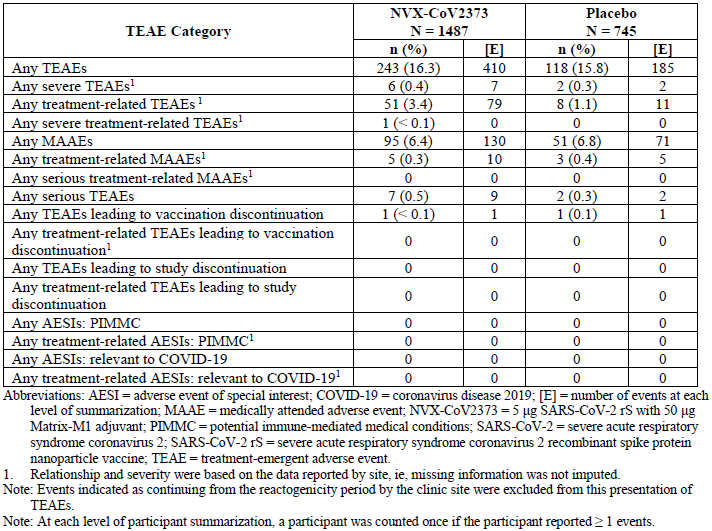 TEAE Category NVX-CoV2373 N = 1487 Placebo N = 745
n (%) [E] n (%) [E]
Any TEAEs 243 (16.3) 410 118 (15.8) 185
Any severe TEAEs1 6 (0.4) 7 2 (0.3) 2
Any treatment-related TEAEs 1 51 (3.4) 79 8 (1.1) 11
Any severe treatment-related TEAEs1 1 (< 0.1) 0 0 0
Any MAAEs 95 (6.4) 130 51 (6.8) 71
Any treatment-related MAAEs1 5 (0.3) 10 3 (0.4) 5
Any serious treatment-related MAAEs1 0 0 0 0
Any serious TEAEs 7 (0.5) 9 2 (0.3) 2
Any TEAEs leading to vaccination discontinuation 1 (< 0.1) 1 1 (0.1) 1
Any treatment-related TEAEs leading to vaccination
discontinuation1 0 0 0 0
Any TEAEs leading to study discontinuation 0 0 0 0
Any treatment-related TEAEs leading to study
discontinuation 0 0 0 0
Any AESIs: PIMMC 0 0 0 0
Any treatment-related AESIs: PIMMC1 0 0 0 0
Any AESIs: relevant to COVID-19 0 0 0 0
Any treatment-related AESIs: relevant to COVID-191 0 0 0 0
Abbreviations: AESI = adverse event of special interest; COVID-19 = coronavirus disease 2019; [E] = number of events at each
level of summarization; MAAE = medically attended adverse event; NVX-CoV2373 = 5 µg SARS-CoV-2 rS with 50 µg
Matrix-M1 adjuvant; PIMMC = potential immune-mediated medical conditions; SARS-CoV-2 = severe acute respiratory
syndrome coronavirus 2; SARS-CoV-2 rS = severe acute respiratory syndrome coronavirus 2 recombinant spike protein
nanoparticle vaccine; TEAE = treatment-emergent adverse event.
1. Relationship and severity were based on the data reported by site, ie, missing information was not imputed.
Note: Events indicated as continuing from the reactogenicity period by the clinic site were excluded from this presentation of
TEAEs.
Note: At each level of participant summarization, a participant was counted once if the participant reported ≥ 1 events.